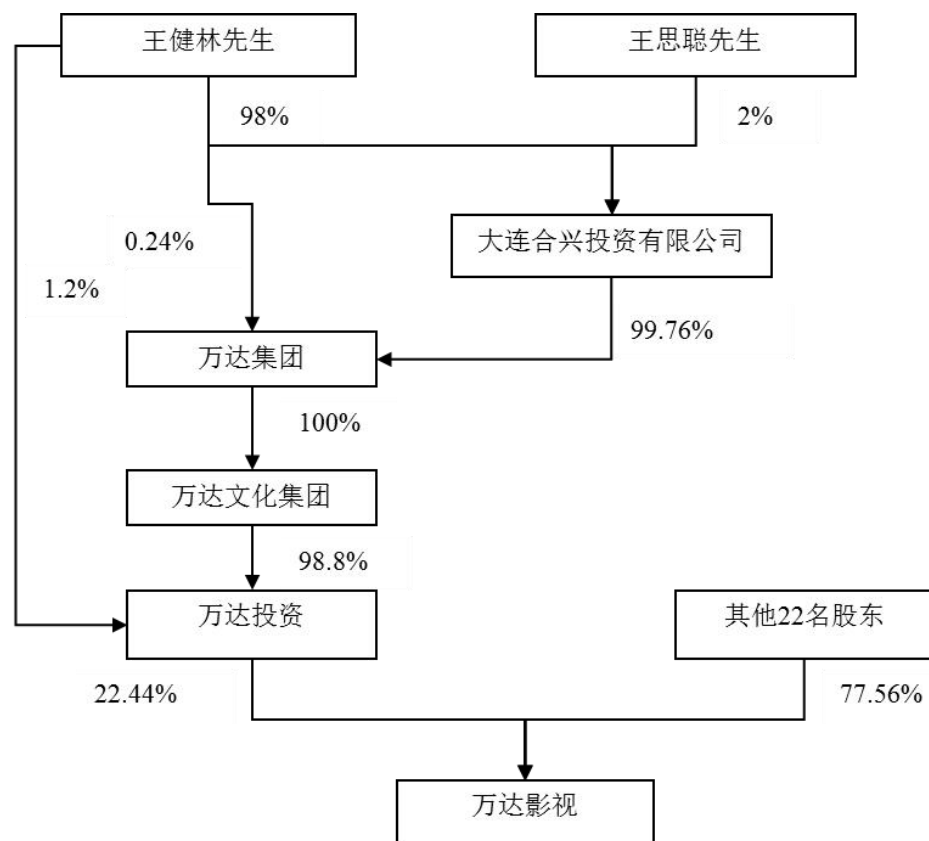 王健林先生
王思聪先生
98%
2%
大连合兴投资有限公司
0.24%
1.2%
99.76%
万达集团
100%
万达文化集团
98.8%
万达投资
其他22名股东
22.44%
77.56%
万达影视